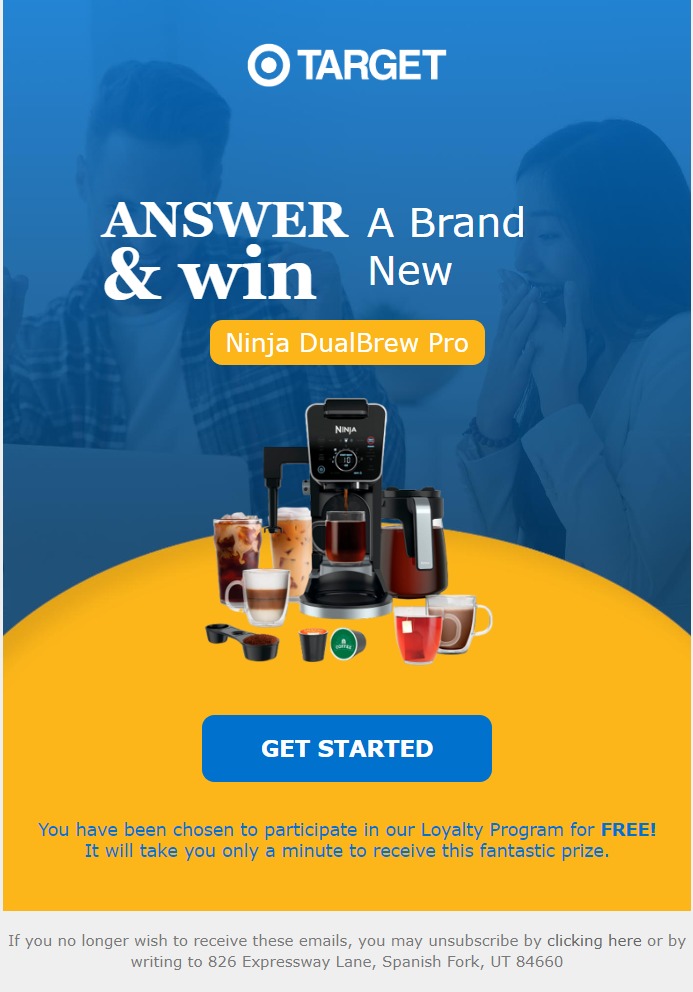 TARGET
ANSWER
& win
A Brand
New
Ninja DualBrew Pro
NINJA
10
COFFEE
GET STARTED
You have been chosen to participate in our Loyalty Program for FREE!
It will take you only a minute to receive this fantastic prize.
If you no longer wish to receive these emails, you may unsubscribe by clicking here or by
writing to 826 Expressway Lane, Spanish Fork, UT 84660